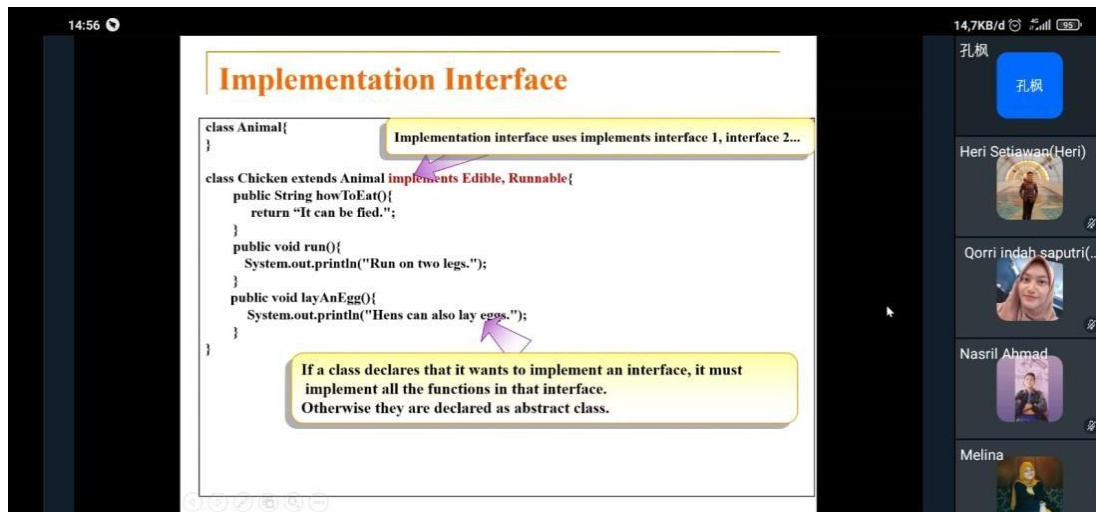 14:56
14,7KB/d 4G 95
Implementation Interface
class Animal{
}
Implementation interface uses implements interface 1, interface 2...
class Chicken extends Animal implements Edible, Runnable{
public String howToEat(){
return “It can be fied.";
}
public void run(){
System.out.println("Run on two legs.");
}
public void layAnEgg(){
System.out.println("Hens can also lay eggs.");
}
}
If a class declares that it wants to implement an interface, it must
implement all the functions in that interface.
Otherwise they are declared as abstract class.
孔枫
孔枫
Heri Setiawan(Heri)
Qorri indah saputri(..
Nasril Ahmad
Melina